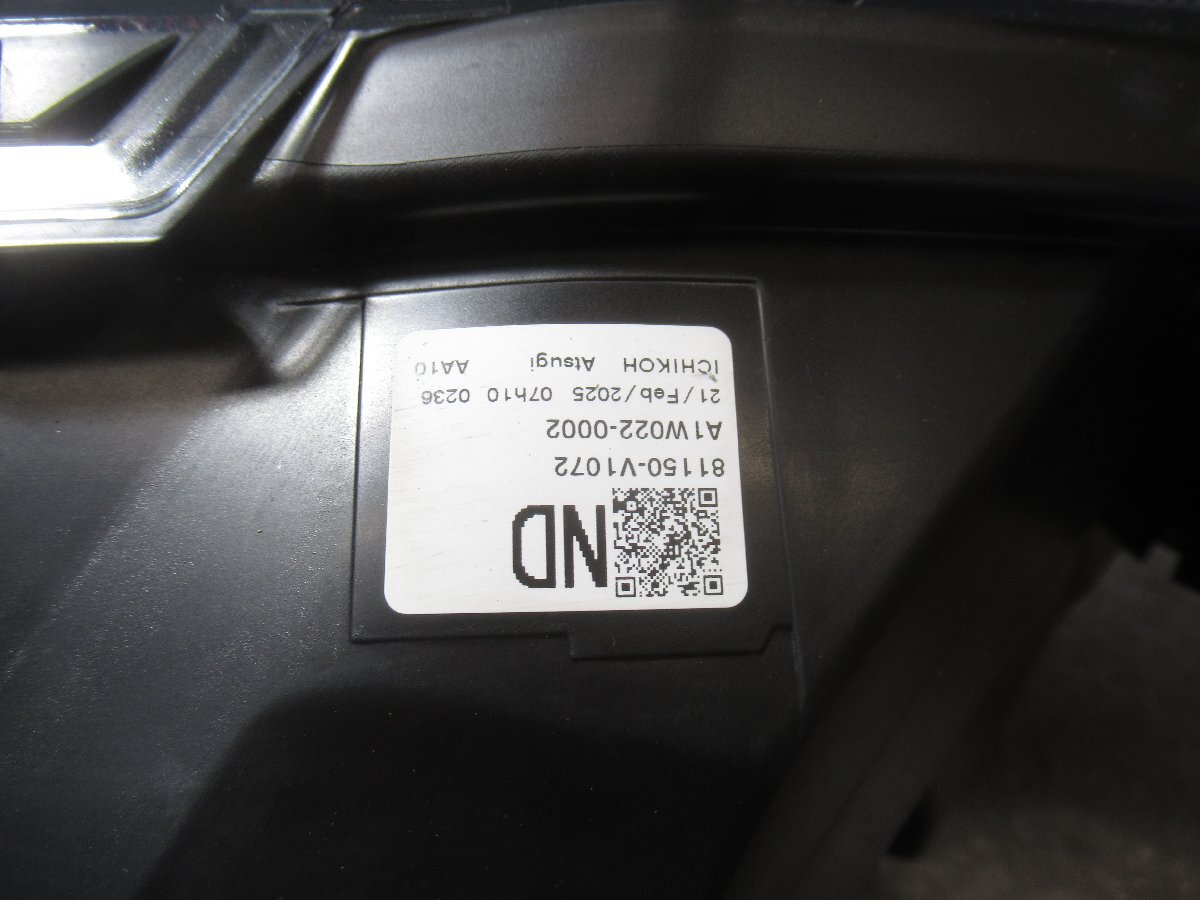 ND
81150-V1072
A1W022-0002
21/Feb/2025 07h10 0236
ICHIKOH Atsugi AA10